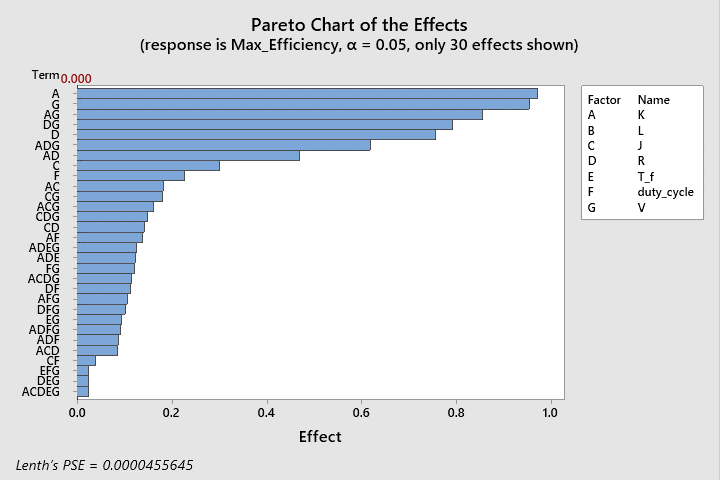 Pareto Chart of the Effects
(response is Max_Efficiency, α = 0.05, only 30 effects shown)
Term 0.000
A
G
AG
DG
D
ADG
AD
C
F
AC
CG
ACG
CDG
CD
AF
ADEG
ADE
FG
ACDG
DF
AFG
DFG
EG
ADFG
ADF
ACD
CF
EFG
DEG
ACDEG
0.0 0.2 0.4 0.6 0.8 1.0
Effect
Factor Name
A K
B L
C J
D R
E T_f
F duty_cycle
G V
Lenth's PSE = 0.0000455645